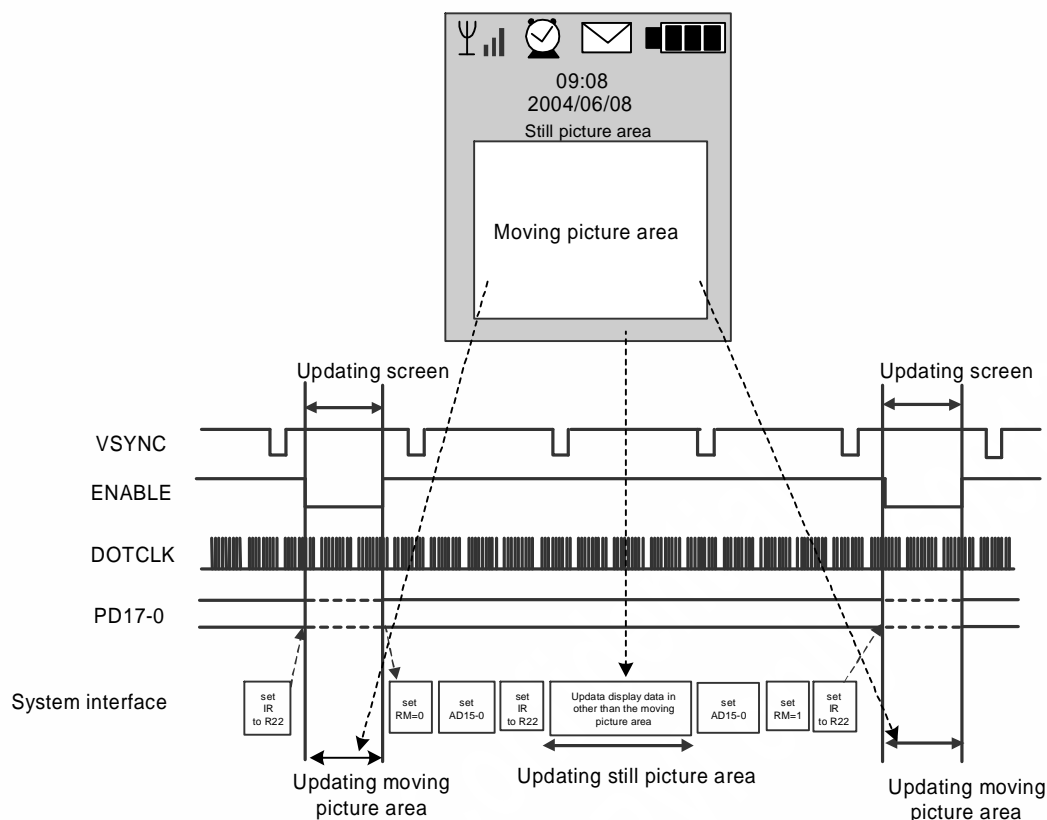 09:08
2004/06/08
Still picture area
Moving picture area
Updating screen
Updating screen
VSYNC
ENABLE
DOTCLK
PD17-0
System interface
set
IR
to R22
set
RM=0
set
AD15-0
set
IR
to R22
Updata display data in
other than the moving
picture area
set
AD15-0
set
RM=1
set
IR
to R22
Updating moving
picture area
Updating still picture area
Updating moving
picture area